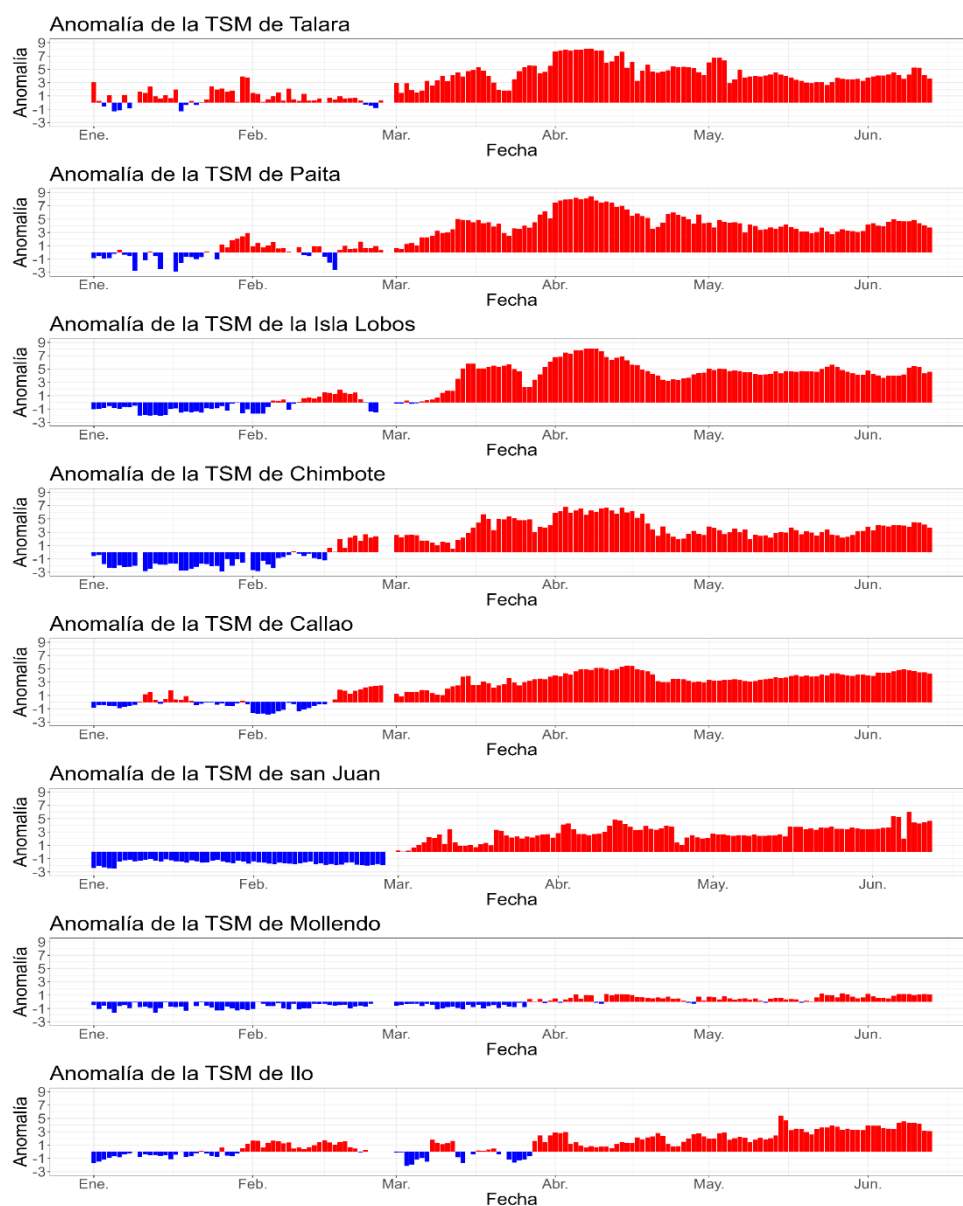 Anomalía de la TSM de Talara
Anomalía
9
7
5
3
1
-1
-3
Ene. Feb. Mar. Abr. May. Jun.
Fecha
Anomalía de la TSM de Paita
Anomalía
9
7
5
3
1
-1
-3
Ene. Feb. Mar. Abr. May. Jun.
Fecha
Anomalía de la TSM de la Isla Lobos
Anomalía
9
7
5
3
1
-1
-3
Ene. Feb. Mar. Abr. May. Jun.
Fecha
Anomalía de la TSM de Chimbote
Anomalía
9
7
5
3
1
-1
-3
Ene. Feb. Mar. Abr. May. Jun.
Fecha
Anomalía de la TSM de Callao
Anomalía
9
7
5
3
1
-1
-3
Ene. Feb. Mar. Abr. May. Jun.
Fecha
Anomalía de la TSM de san Juan
Anomalía
9
7
5
3
1
-1
-3
Ene. Feb. Mar. Abr. May. Jun.
Fecha
Anomalía de la TSM de Mollendo
Anomalía
9
7
5
3
1
-1
-3
Ene. Feb. Mar. Abr. May. Jun.
Fecha
Anomalía de la TSM de Ilo
Anomalía
9
7
5
3
1
-1
-3
Ene. Feb. Mar. Abr. May. Jun.
Fecha